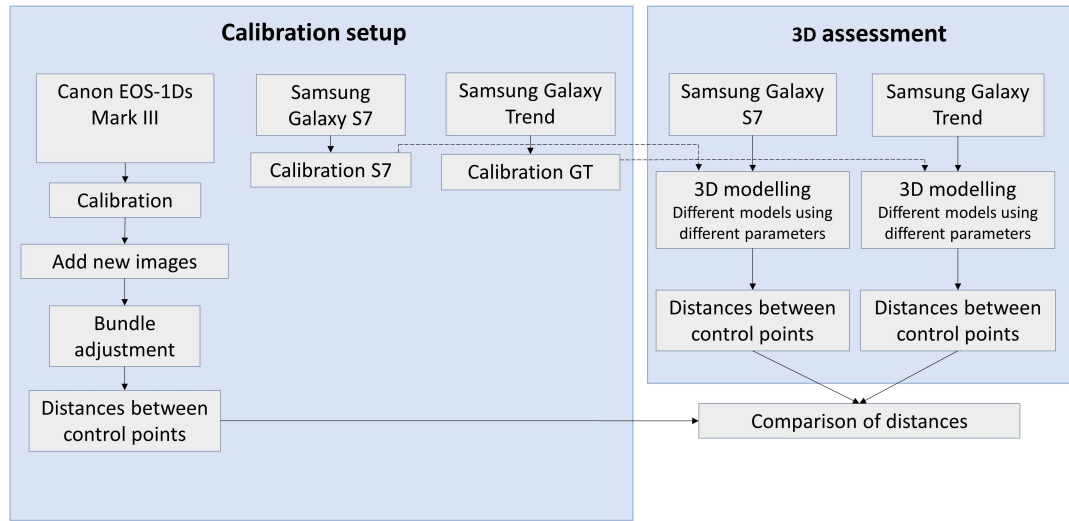 Calibration setup
Canon EOS-1Ds
Mark III
Samsung
Galaxy S7
Samsung Galaxy
Trend
Calibration S7
Calibration GT
Calibration
Add new images
Bundle
adjustment
Distances between
control points
3D assessment
Samsung Galaxy
S7
Samsung Galaxy
Trend
3D modelling
Different models using
different parameters
3D modelling
Different models using
different parameters
Distances between
control points
Distances between
control points
Comparison of distances